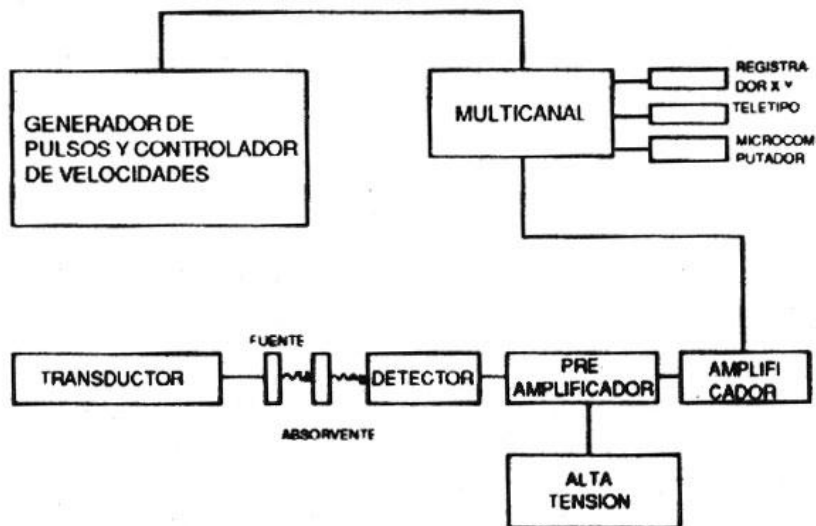 GENERADOR DE
PULSOS Y CONTROLADOR
DE VELOCIDADES
MULTICANAL
REGISTRA
DOR X Y
TELETIPO
MICROCOM
PUTADOR
FUENTE
TRANSDUCTOR
ABSORVENTE
DETECTOR
PRE
AMPLIFICADOR
AMPLIFI
CADOR
ALTA
TENSION